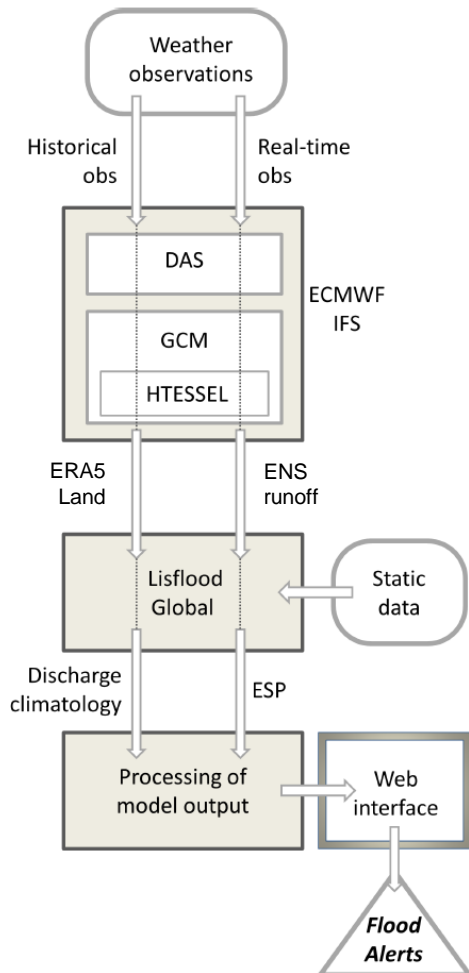 Weather
observations
Historical
obs
Real-time
obs
DAS
ECMWF
IFS
GCM
HTESSEL
ERA5
Land
ENS
runoff
Lisflood
Global
Static
data
Discharge
climatology
ESP
Processing of
model output
Web
interface
Flood
Alerts